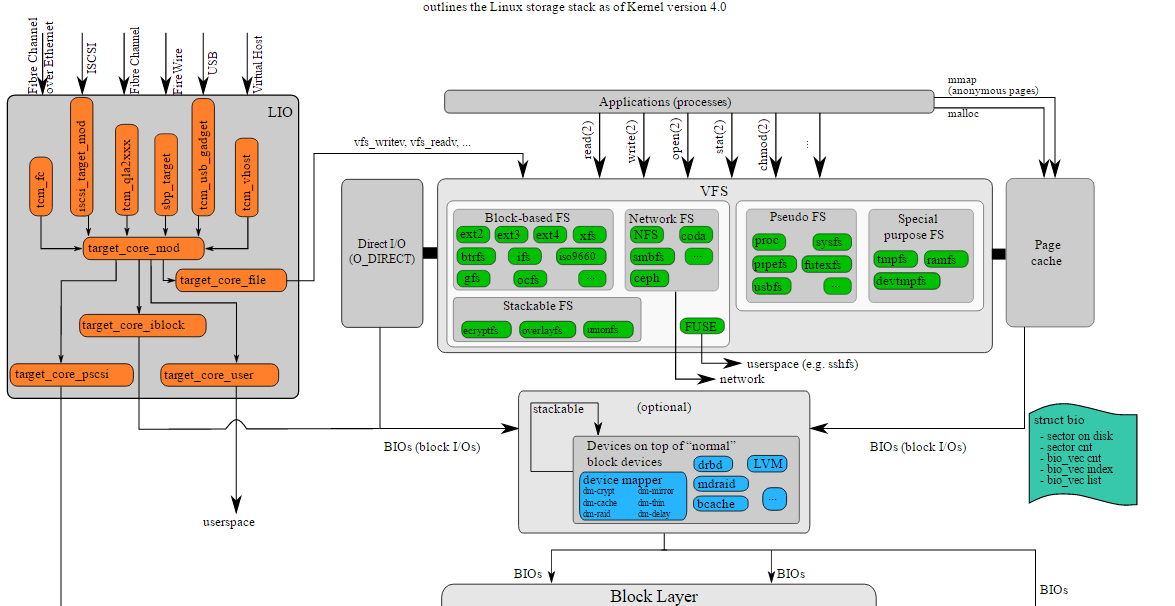 outlines the Linux storage stack as of Kernel version 4.0
Fibre Channel
over Ethernet
ISCSI
Fibre Channel
FireWire
USB
Virtual Host
LIO
tcm_fc
iscsi_target_mod
tcm_qla2xxx
sbp_target
tcm_usb_gadget
tcm_vhost
target_core_mod
target_core_file
target_core_iblock
target_core_pscsi
target_core_user
userspace
vfs_writev, vfs_readv, ...
Applications (processes)
mmap
(anonymous pages)
malloc
read(2)
write(2)
open(2)
stat(2)
chmod(2)
...
VFS
Direct I/O
(O_DIRECT)
Block-based FS
ext2 ext3 ext4 xfs
btrfs ifs iso9660
gfs ocfs ...
Network FS
NFS coda
smbfs ...
ceph
Stackable FS
ecryptfs overlayfs unionfs
FUSE
Pseudo FS
proc sysfs
pipefs futexfs
usbfs ...
Special
purpose FS
tmpfs ramfs
devtmpfs
Page
cache
userspace (e.g. sshfs)
network
stackable
(optional)
Devices on top of “normal”
block devices
device mapper
dm-crypt dm-mirror
dm-cache dm-thin
dm-raid dm-delay
drbd LVM
mdraid
bcache ...
BIOs (block I/Os)
BIOs (block I/Os)
struct bio
- sector on disk
- sector cnt
- bio_vec cnt
- bio_vec index
- bio_vec list
BIOs
BIOs
BIOs
Block Layer